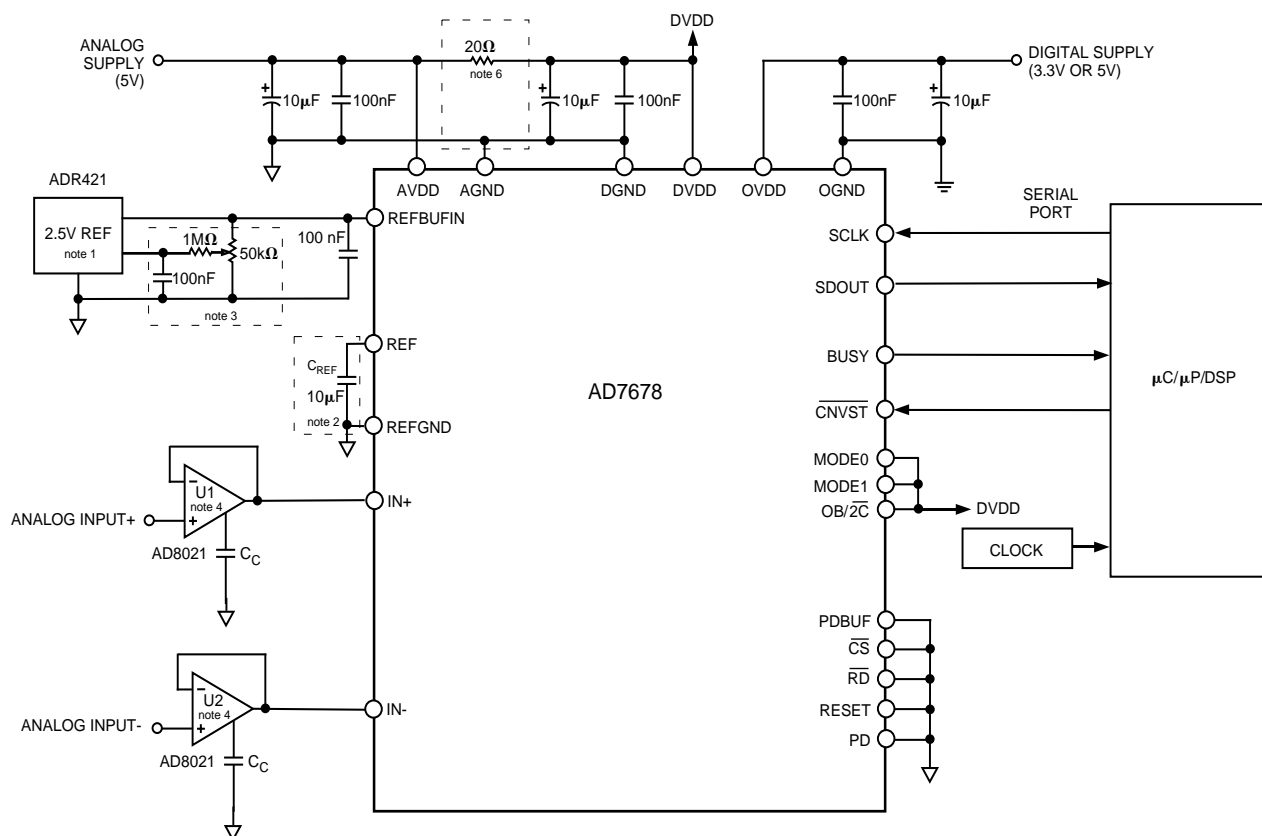 ANALOG
SUPPLY
(5V)
20Ω
note 6
DVDD
DIGITAL SUPPLY
(3.3V OR 5V)
+
10μF
100nF
+
10μF
100nF
100nF
+
10μF
AVDD
AGND
DGND
DVDD
OVDD
OGND
ADR421
2.5V REF
note 1
1MΩ
50kΩ
100nF
note 3
100 nF
REFBUFIN
REF
CREF
10μF
note 2
REFGND
AD7678
SERIAL
PORT
SCLK
SDOUT
BUSY
CNVST
μC/μP/DSP
MODE0
MODE1
OB/2C
DVDD
CLOCK
ANALOG INPUT+
−
U1
note 4
+
AD8021
CC
IN+
PDBUF
CS
RD
RESET
PD
ANALOG INPUT-
−
U2
note 4
+
AD8021
CC
IN-